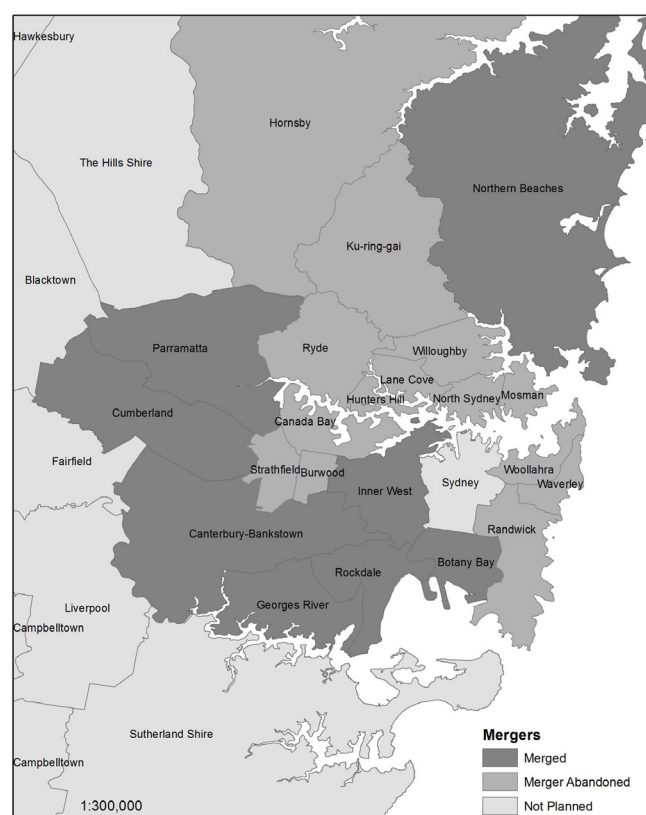 Hawkesbury
Hornsby
The Hills Shire
Northern Beaches
Ku-ring-gai
Blacktown
Parramatta
Ryde
Willoughby
Lane Cove
Hunters Hill
North Sydney
Mosman
Cumberland
Canada Bay
Fairfield
Strathfield
Burwood
Woollahra
Sydney
Waverley
Inner West
Randwick
Canterbury-Bankstown
Botany Bay
Rockdale
Georges River
Liverpool
Campbelltown
Sutherland Shire
Campbelltown
Mergers
Merged
Merger Abandoned
Not Planned
1:300,000